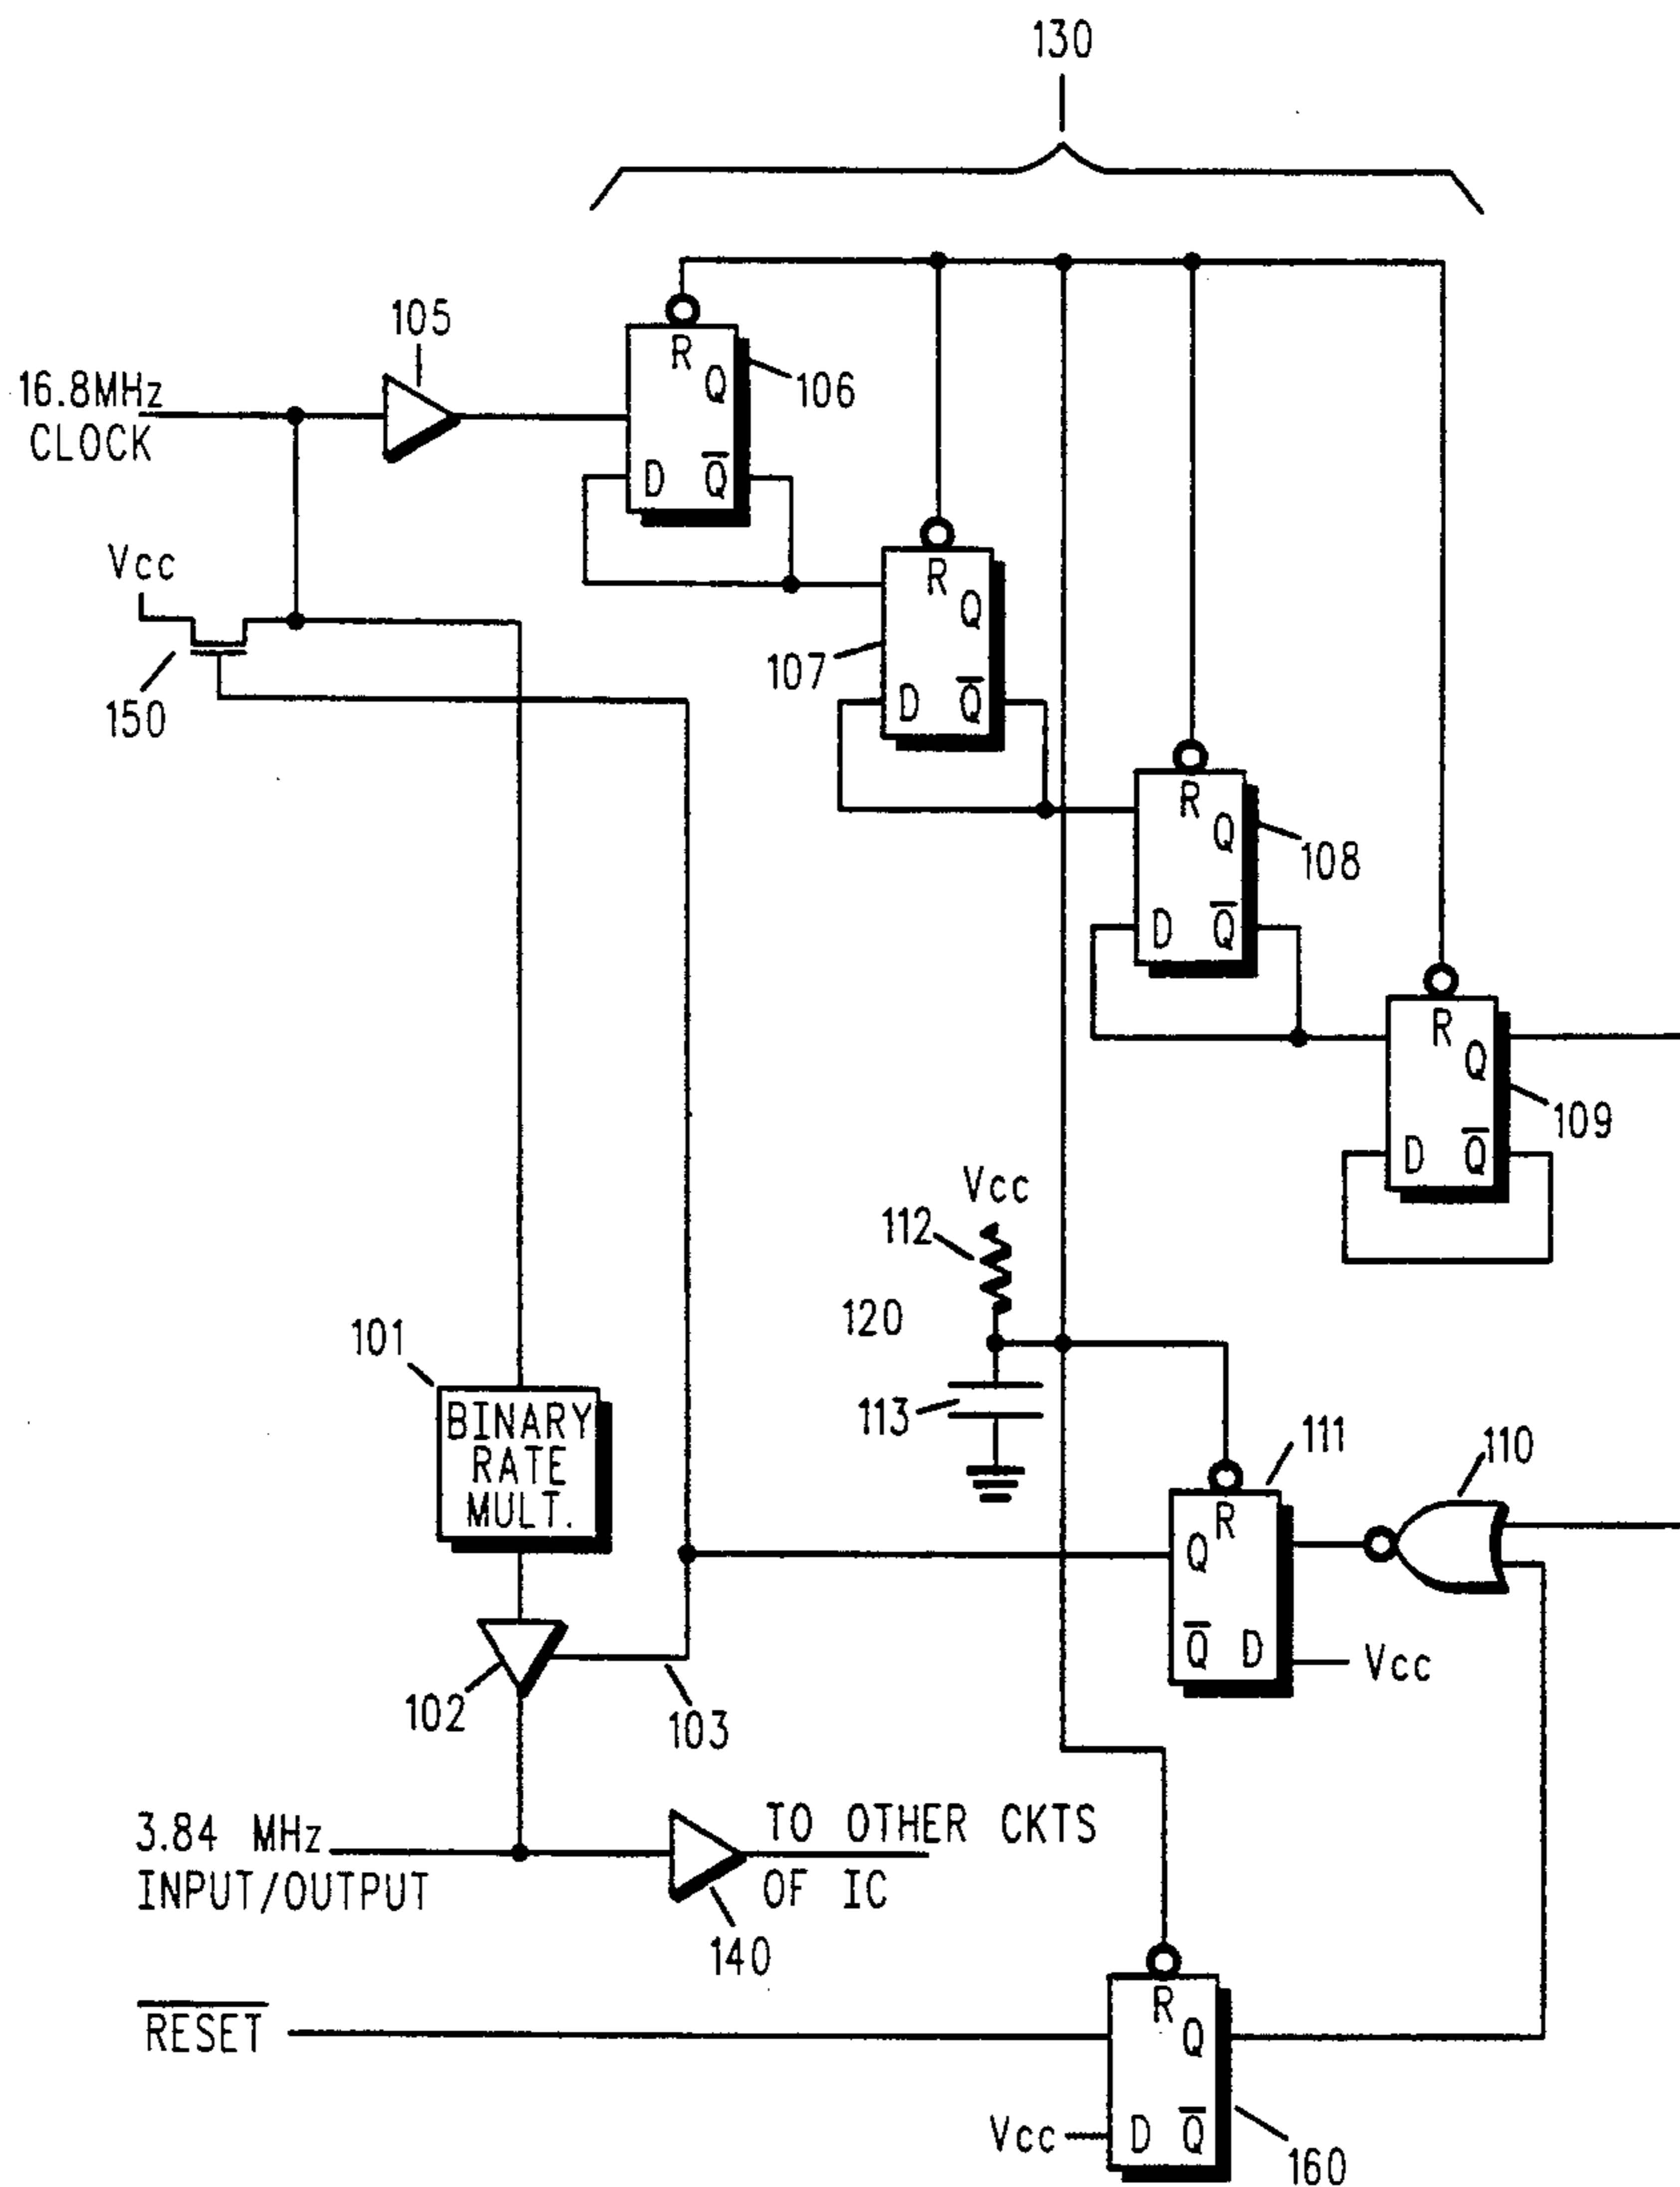 130
105
16.8MHz
CLOCK
R
Q
106
D Q̅
Vcc
150
R
Q
107
D Q̅
R
Q
108
D Q̅
R
Q
109
D Q̅
Vcc
112
120
113
101
BINARY
RATE
MULT.
111
110
R
Q
Q̅ D
Vcc
102
103
3.84 MHz
INPUT/OUTPUT
TO OTHER CKTS
OF IC
140
R̅E̅S̅E̅T̅
R
Q
Vcc
D Q̅
160